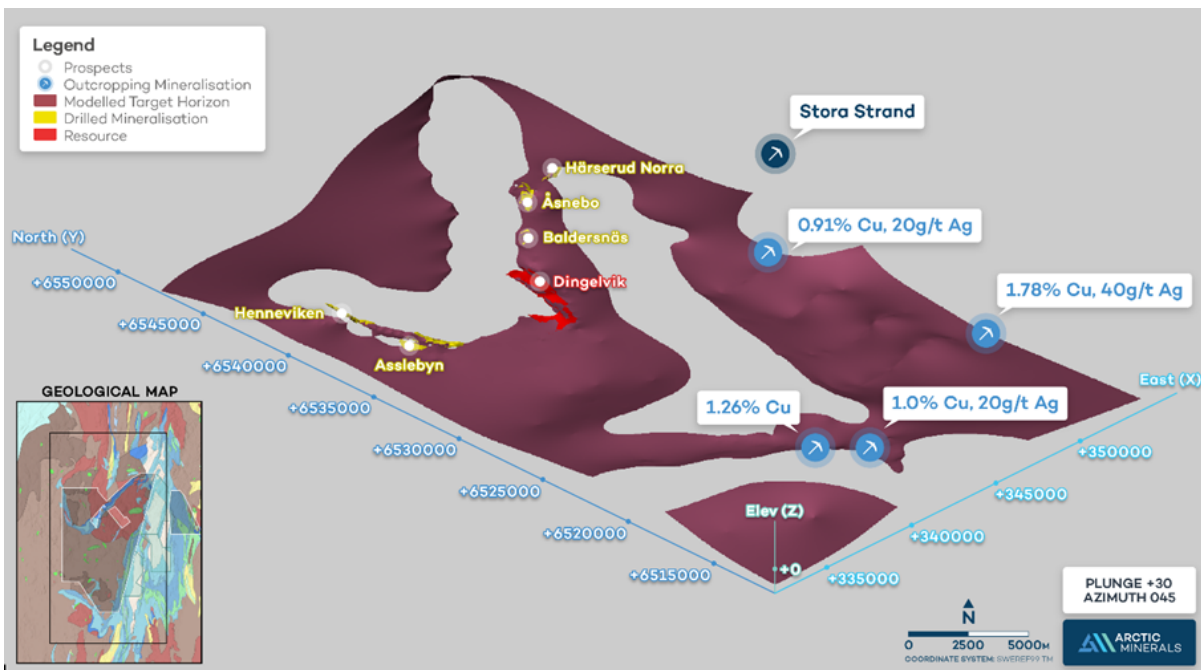 Legend
Prospects
Outcropping Mineralisation
Modelled Target Horizon
Drilled Mineralisation
Resource
Stora Strand
Härserud Norra
Åsnebo
0.91% Cu, 20g/t Ag
North (Y)
Baldersnäs
+6550000
Dingelvik
1.78% Cu, 40g/t Ag
Henneviken
+6545000
Asslebyn
+6540000
East (X)
GEOLOGICAL MAP
+6535000
1.26% Cu
1.0% Cu, 20g/t Ag
+6530000
+350000
+6525000
+345000
Elev (Z)
+6520000
+340000
+6515000
+0
+335000
PLUNGE +30
AZIMUTH 045
N
0 2500 5000M
COORDINATE SYSTEM: SWEREF99 TM
ARCTIC
MINERALS